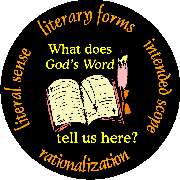 literary forms
literal sense
intended scope
What does
God's Word
tell us here?
rationalization